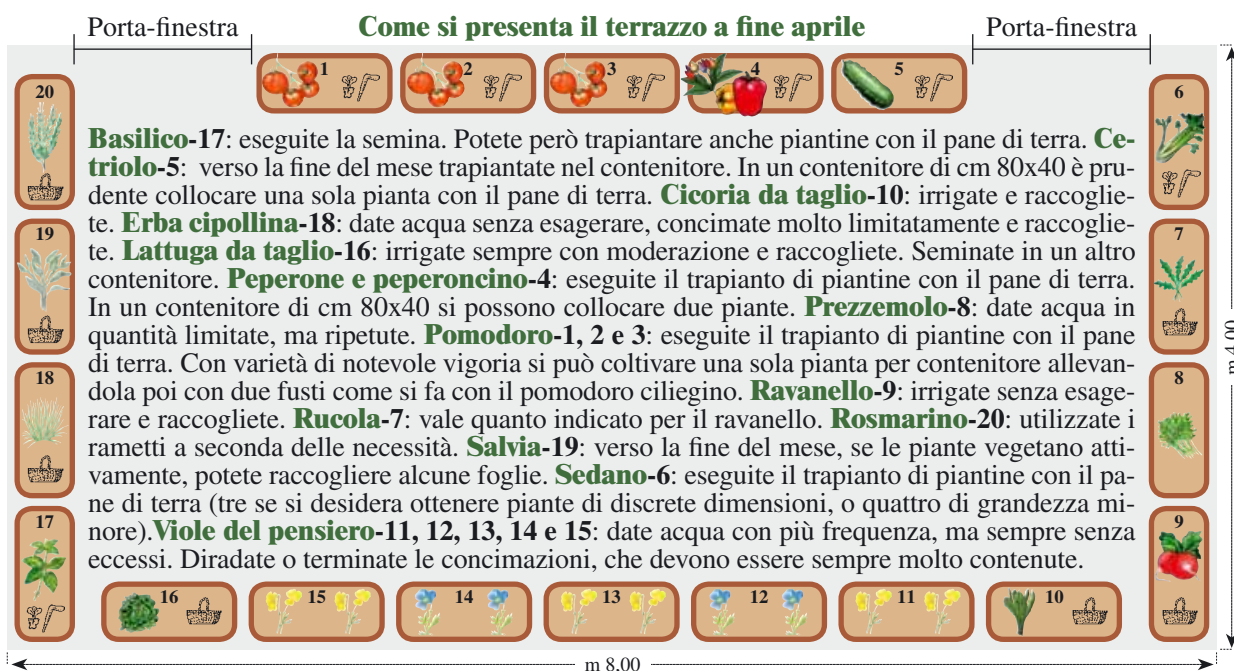 Porta-finestra
Come si presenta il terrazzo a fine aprile
Porta-finestra
1
2
3
4
5
20
6
Basilico-17: eseguite la semina. Potete però trapiantare anche piantine con il pane di terra. Ce-
triolo-5: verso la fine del mese trapiantate nel contenitore. In un contenitore di cm 80x40 è pru-
dente collocare una sola pianta con il pane di terra. Cicoria da taglio-10: irrigate e raccoglie-
te. Erba cipollina-18: date acqua senza esagerare, concimate molto limitatamente e raccoglie-
te. Lattuga da taglio-16: irrigate sempre con moderazione e raccogliete. Seminate in un altro
contenitore. Peperone e peperoncino-4: eseguite il trapianto di piantine con il pane di terra.
In un contenitore di cm 80x40 si possono collocare due piante. Prezzemolo-8: date acqua in
quantità limitate, ma ripetute. Pomodoro-1, 2 e 3: eseguite il trapianto di piantine con il pane
di terra. Con varietà di notevole vigoria si può coltivare una sola pianta per contenitore allevan-
dola poi con due fusti come si fa con il pomodoro ciliegino. Ravanello-9: irrigate senza esage-
rare e raccogliete. Rucola-7: vale quanto indicato per il ravanello. Rosmarino-20: utilizzate i
rametti a seconda delle necessità. Salvia-19: verso la fine del mese, se le piante vegetano atti-
vamente, potete raccogliere alcune foglie. Sedano-6: eseguite il trapianto di piantine con il pa-
ne di terra (tre se si desidera ottenere piante di discrete dimensioni, o quattro di grandezza mi-
nore).Viole del pensiero-11, 12, 13, 14 e 15: date acqua con più frequenza, ma sempre senza
eccessi. Diradate o terminate le concimazioni, che devono essere sempre molto contenute.
19
18
17
7
8
9
m 4,00
16
15
14
13
12
11
10
m 8,00